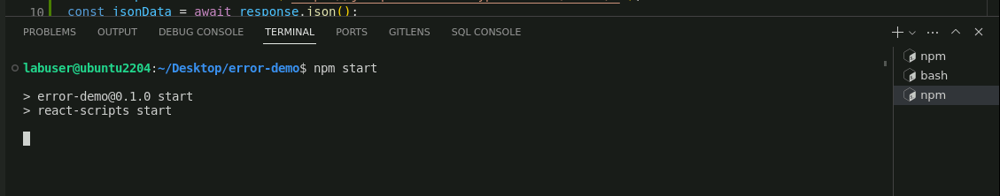 10 const jsonData = await response.json();
PROBLEMS OUTPUT DEBUG CONSOLE TERMINAL PORTS GITLENS SQL CONSOLE
labuser@ubuntu2204:~/Desktop/error-demo$ npm start
> error-demo@0.1.0 start
> react-scripts start
npm
bash
npm